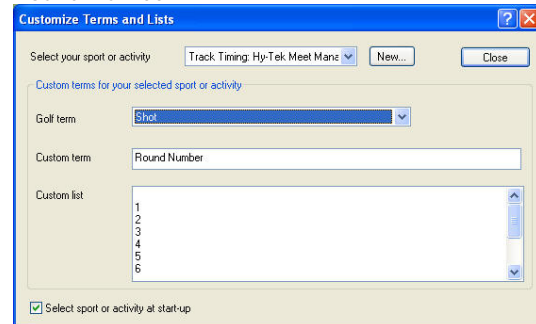 Customize Terms and Lists
Select your sport or activity Track Timing: Hy-Tek Meet Mana New... Close
Custom terms for your selected sport or activity
Golf term Shot
Custom term Round Number
Custom list
1
2
3
4
5
6
Select sport or activity at start-up